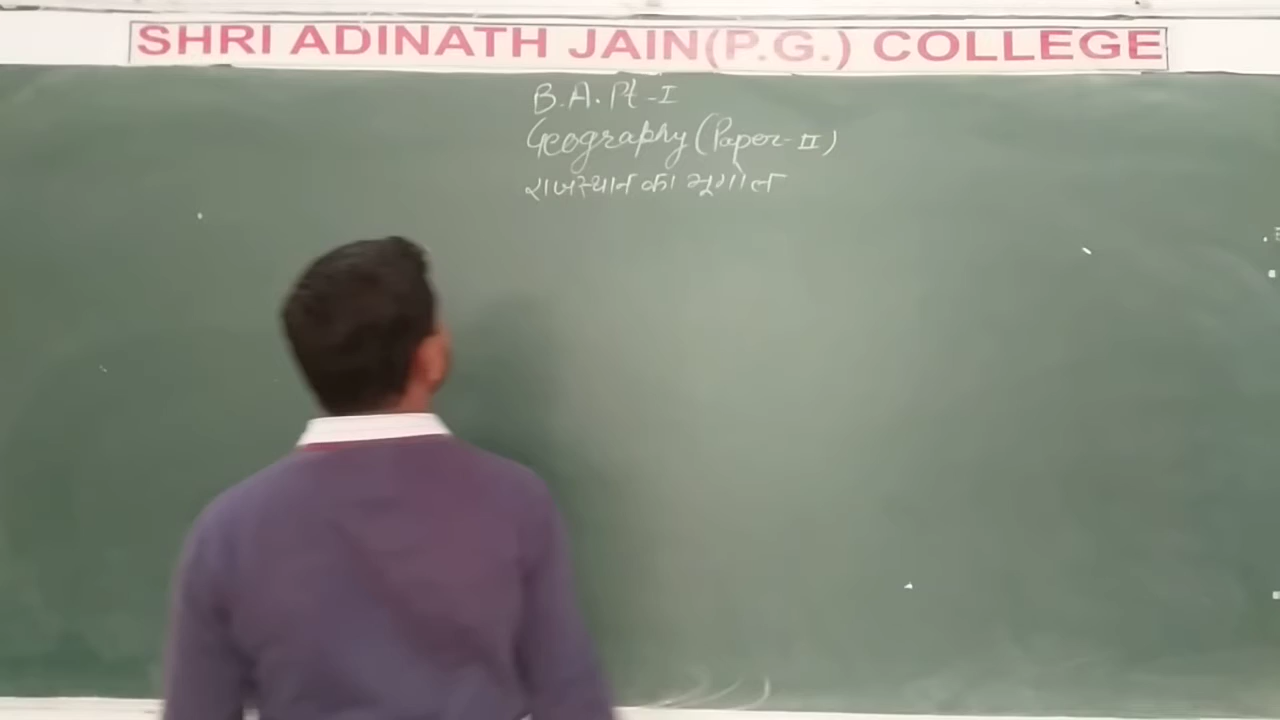 SHRI ADINATH JAIN(P.G.) COLLEGE
B.A. Pt-I
Geography (Paper-II)
राजस्थान का भूगोल